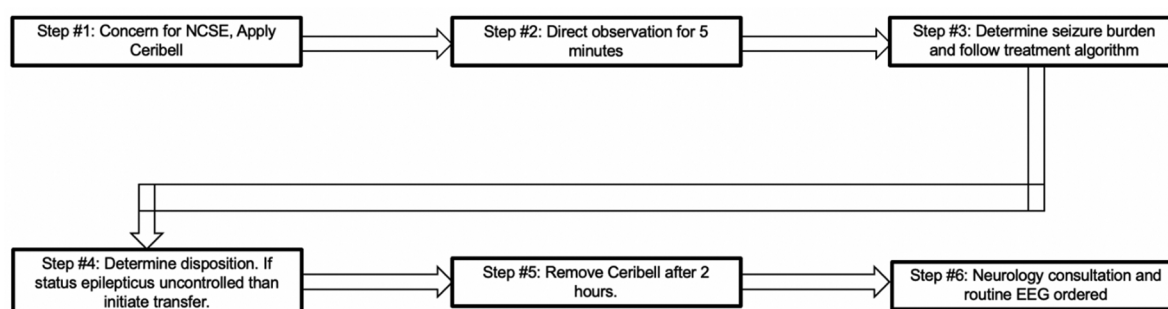 Step #1: Concern for NCSE, Apply
Ceribell
Step #2: Direct observation for 5
minutes
Step #3: Determine seizure burden
and follow treatment algorithm
Step #4: Determine disposition. If
status epilepticus uncontrolled than
initiate transfer.
Step #5: Remove Ceribell after 2
hours.
Step #6: Neurology consultation and
routine EEG ordered